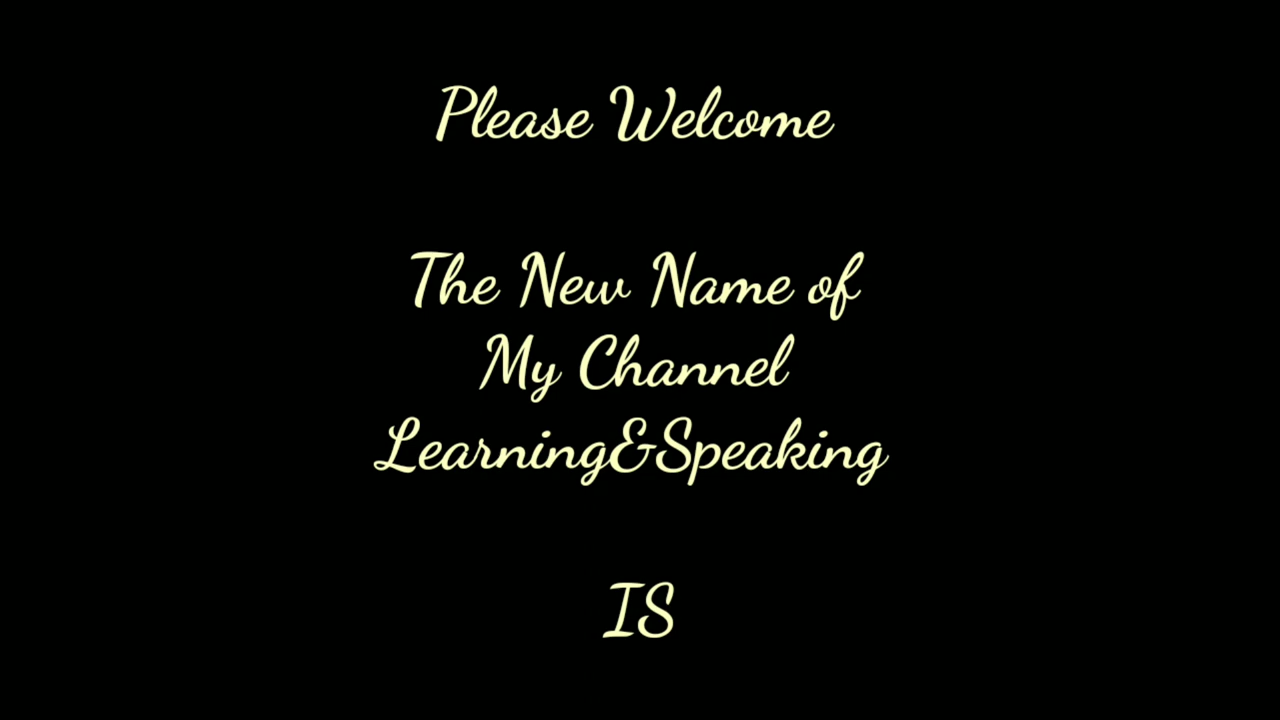 Please Welcome
The New Name of
My Channel
Learning&Speaking
IS